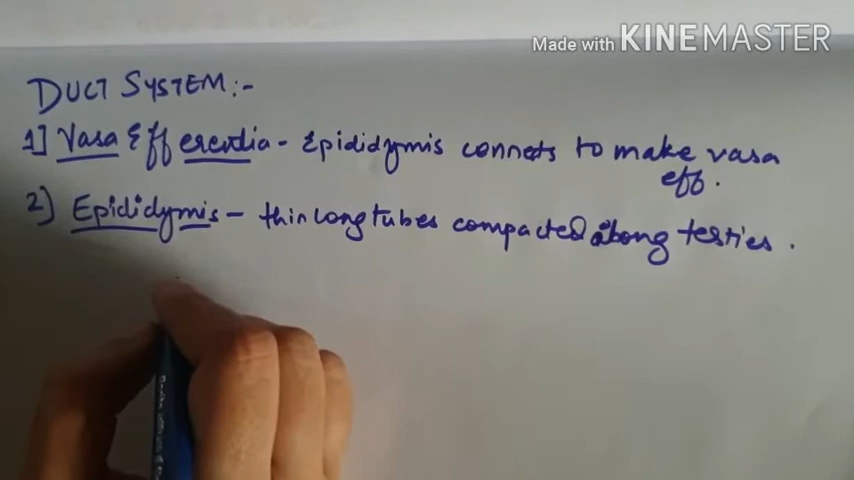 Made with KINEMASTER
DUCT SYSTEM:-
1] Vasa Efferentia - Epididymis connets to make vasa
eff.
2) Epididymis - thin long tubes compacted along testies.